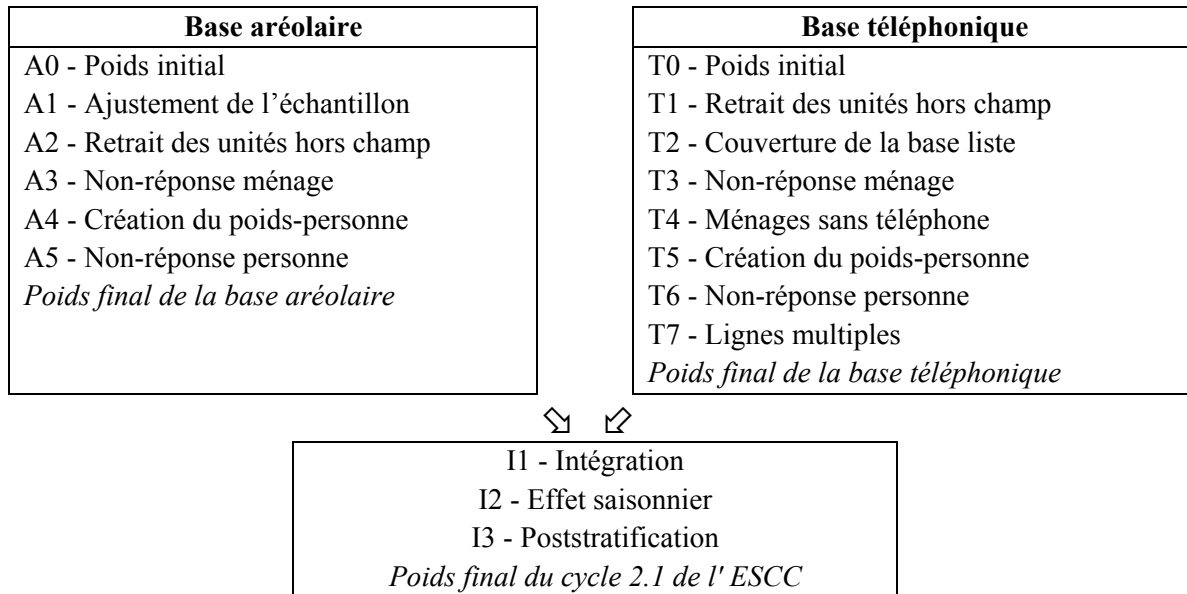 Base aréolaire
A0 - Poids initial
A1 - Ajustement de l'échantillon
A2 - Retrait des unités hors champ
A3 - Non-réponse ménage
A4 - Création du poids-personne
A5 - Non-réponse personne
Poids final de la base aréolaire
Base téléphonique
T0 - Poids initial
T1 - Retrait des unités hors champ
T2 - Couverture de la base liste
T3 - Non-réponse ménage
T4 - Ménages sans téléphone
T5 - Création du poids-personne
T6 - Non-réponse personne
T7 - Lignes multiples
Poids final de la base téléphonique
I1 - Intégration
I2 - Effet saisonnier
I3 - Poststratification
Poids final du cycle 2.1 de l' ESCC